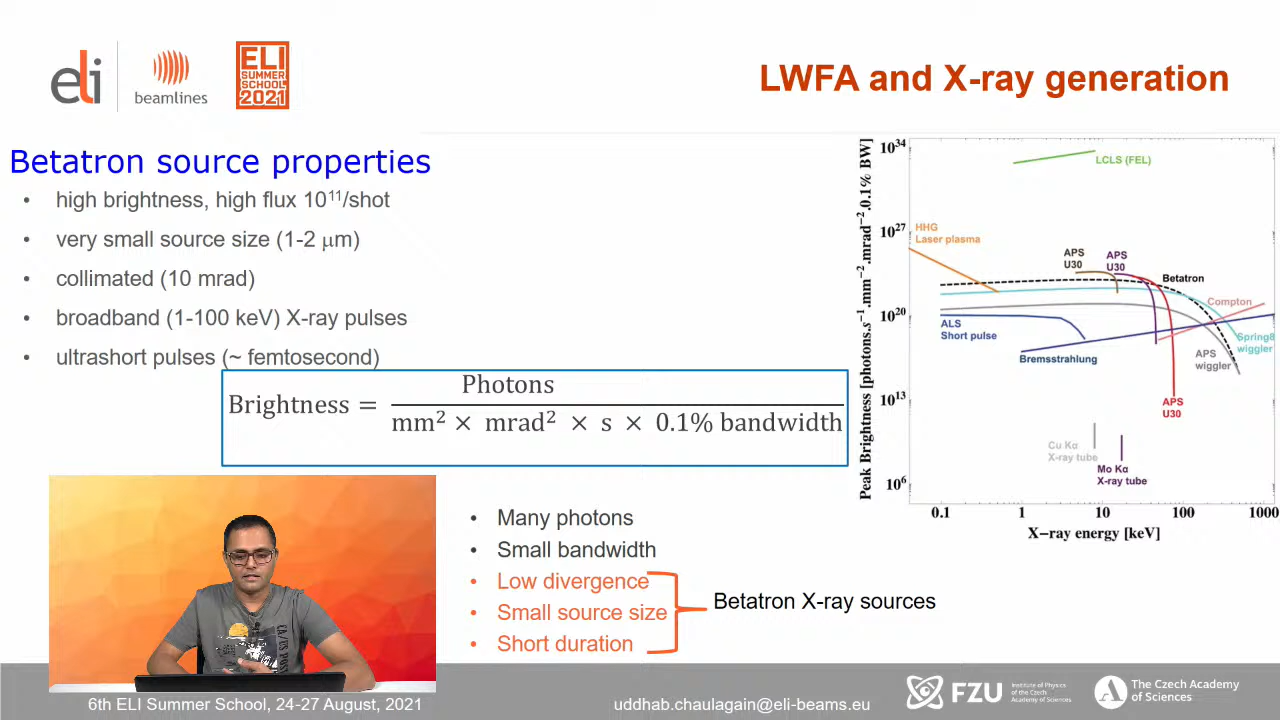 eli
beamlines
ELI
SUMMER
SCHOOL
2021
LWFA and X-ray generation
Betatron source properties
• high brightness, high flux 10¹¹/shot
• very small source size (1-2 μm)
• collimated (10 mrad)
• broadband (1-100 keV) X-ray pulses
• ultrashort pulses (~ femtosecond)
Brightness = Photons / mm² × mrad² × s × 0.1% bandwidth
Peak Brightness [photons.s⁻¹.mm⁻².mrad⁻².0.1% BW]
10³⁴
10²⁷
10²⁰
10¹³
10⁶
LCLS (FEL)
HHG
Laser plasma
APS
U30
APS
U30
Betatron
Compton
ALS
Short pulse
Spring8
wiggler
Bremsstrahlung
APS
wiggler
APS
U30
Cu Kα
X-ray tube
Mo Kα
X-ray tube
0.1 1 10 100 1000
X−ray energy [keV]
• Many photons
• Small bandwidth
• Low divergence
• Small source size
• Short duration
Betatron X-ray sources
CA/US POST
6th ELI Summer School, 24-27 August, 2021
uddhab.chaulagain@eli-beams.eu
FZU
Institute of Physics
of the Czech
Academy of Sciences
The Czech Academy
of Sciences